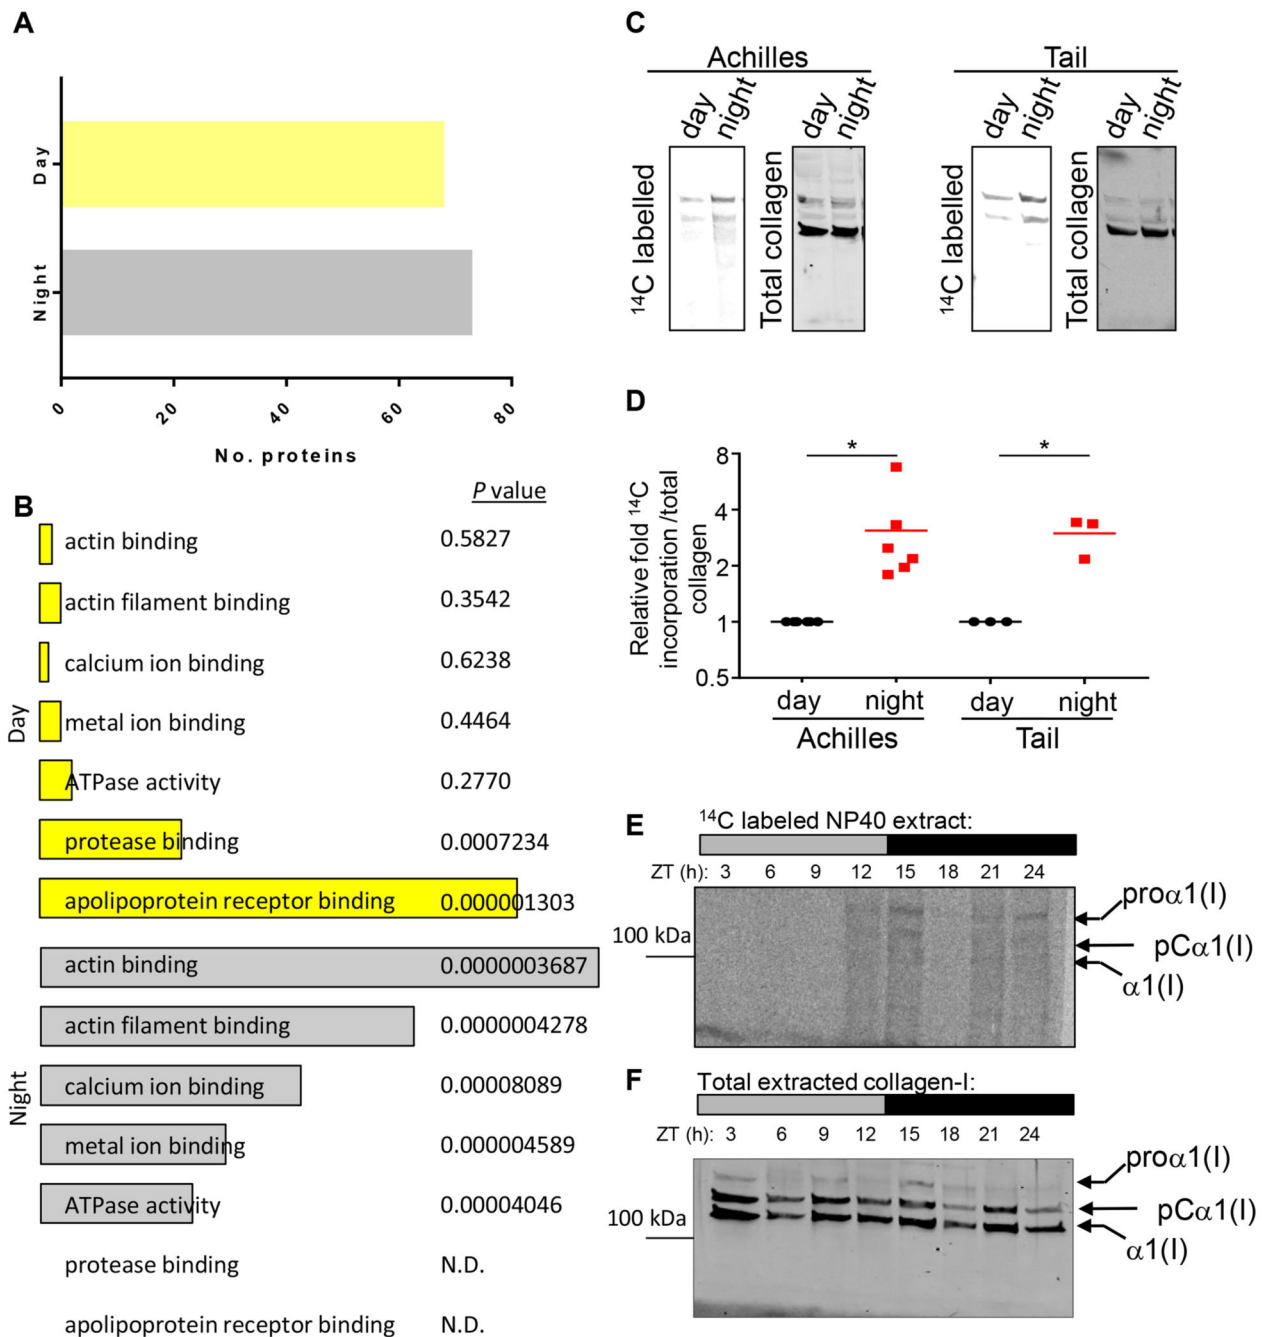 A
Day
Night
0 20 40 60 80
No. proteins
B
P value
Day
actin binding 0.5827
actin filament binding 0.3542
calcium ion binding 0.6238
metal ion binding 0.4464
ATPase activity 0.2770
protease binding 0.0007234
apolipoprotein receptor binding 0.000001303
Night
actin binding 0.0000003687
actin filament binding 0.0000004278
calcium ion binding 0.00008089
metal ion binding 0.000004589
ATPase activity 0.00004046
protease binding N.D.
apolipoprotein receptor binding N.D.
C
Achilles
day night day night
14C labelled
Total collagen
Tail
day night day night
14C labelled
Total collagen
D
Relative fold 14C
incorporation /total
collagen
8
4
2
1
0.5
* *
day night day night
Achilles Tail
E
14C labeled NP40 extract:
ZT (h): 3 6 9 12 15 18 21 24
100 kDa
proα1(I)
pCα1(I)
α1(I)
F
Total extracted collagen-I:
ZT (h): 3 6 9 12 15 18 21 24
100 kDa
proα1(I)
pCα1(I)
α1(I)